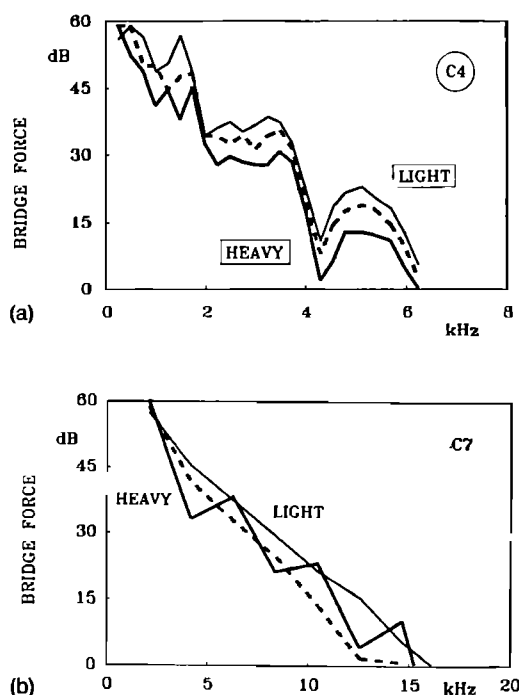 60
dB
45
30
15
0
BRIDGE FORCE
C4
LIGHT
HEAVY
0 2 4 6 8
kHz
(a)
60
dB
45
30
15
0
BRIDGE FORCE
C7
HEAVY
LIGHT
0 5 10 15 20
kHz
(b)